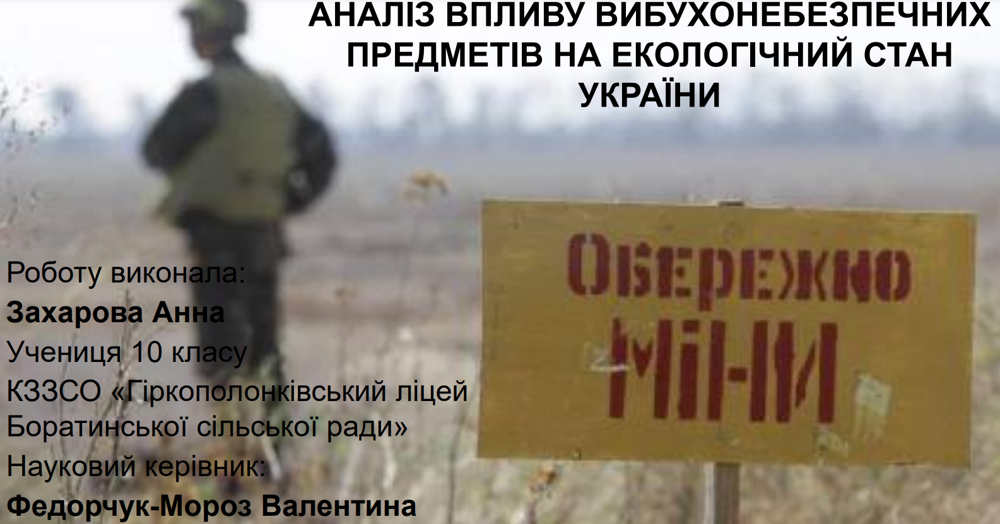 АНАЛІЗ ВПЛИВУ ВИБУХОНЕБЕЗПЕЧНИХ
ПРЕДМЕТІВ НА ЕКОЛОГІЧНИЙ СТАН
УКРАЇНИ
ОБЕРЕЖНО
МіНИ
Роботу виконала:
Захарова Анна
Учениця 10 класу
КЗЗСО «Гіркополонківський ліцей
Боратинської сільської ради»
Науковий керівник:
Федорчук-Мороз Валентина